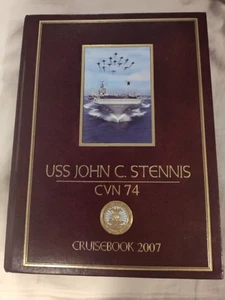 USS JOHN C. STENNIS
CVN 74
CRUISEBOOK 2007